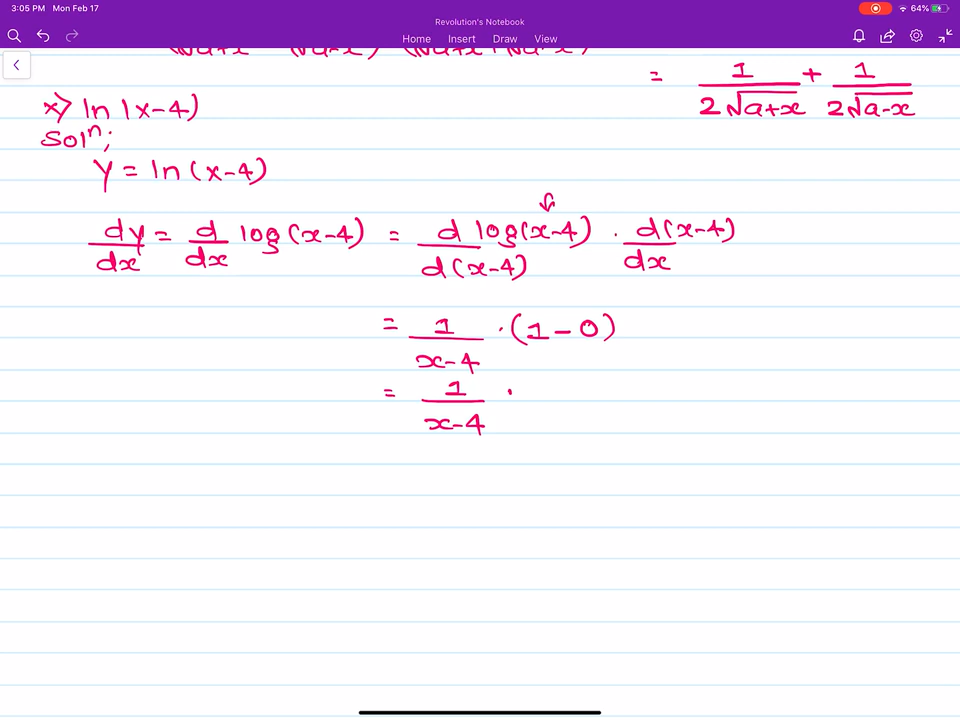 3:05 PM Mon Feb 17 64%
Revolution's Notebook
Home Insert Draw View
= 1/(2√a+x) + 1/(2√a-x)
x> ln(x-4)
Solⁿ;
y = ln(x-4)
dy/dx = d/dx log(x-4) = d log(x-4)/d(x-4) · d(x-4)/dx
= 1/(x-4) · (1-0)
= 1/(x-4) ·